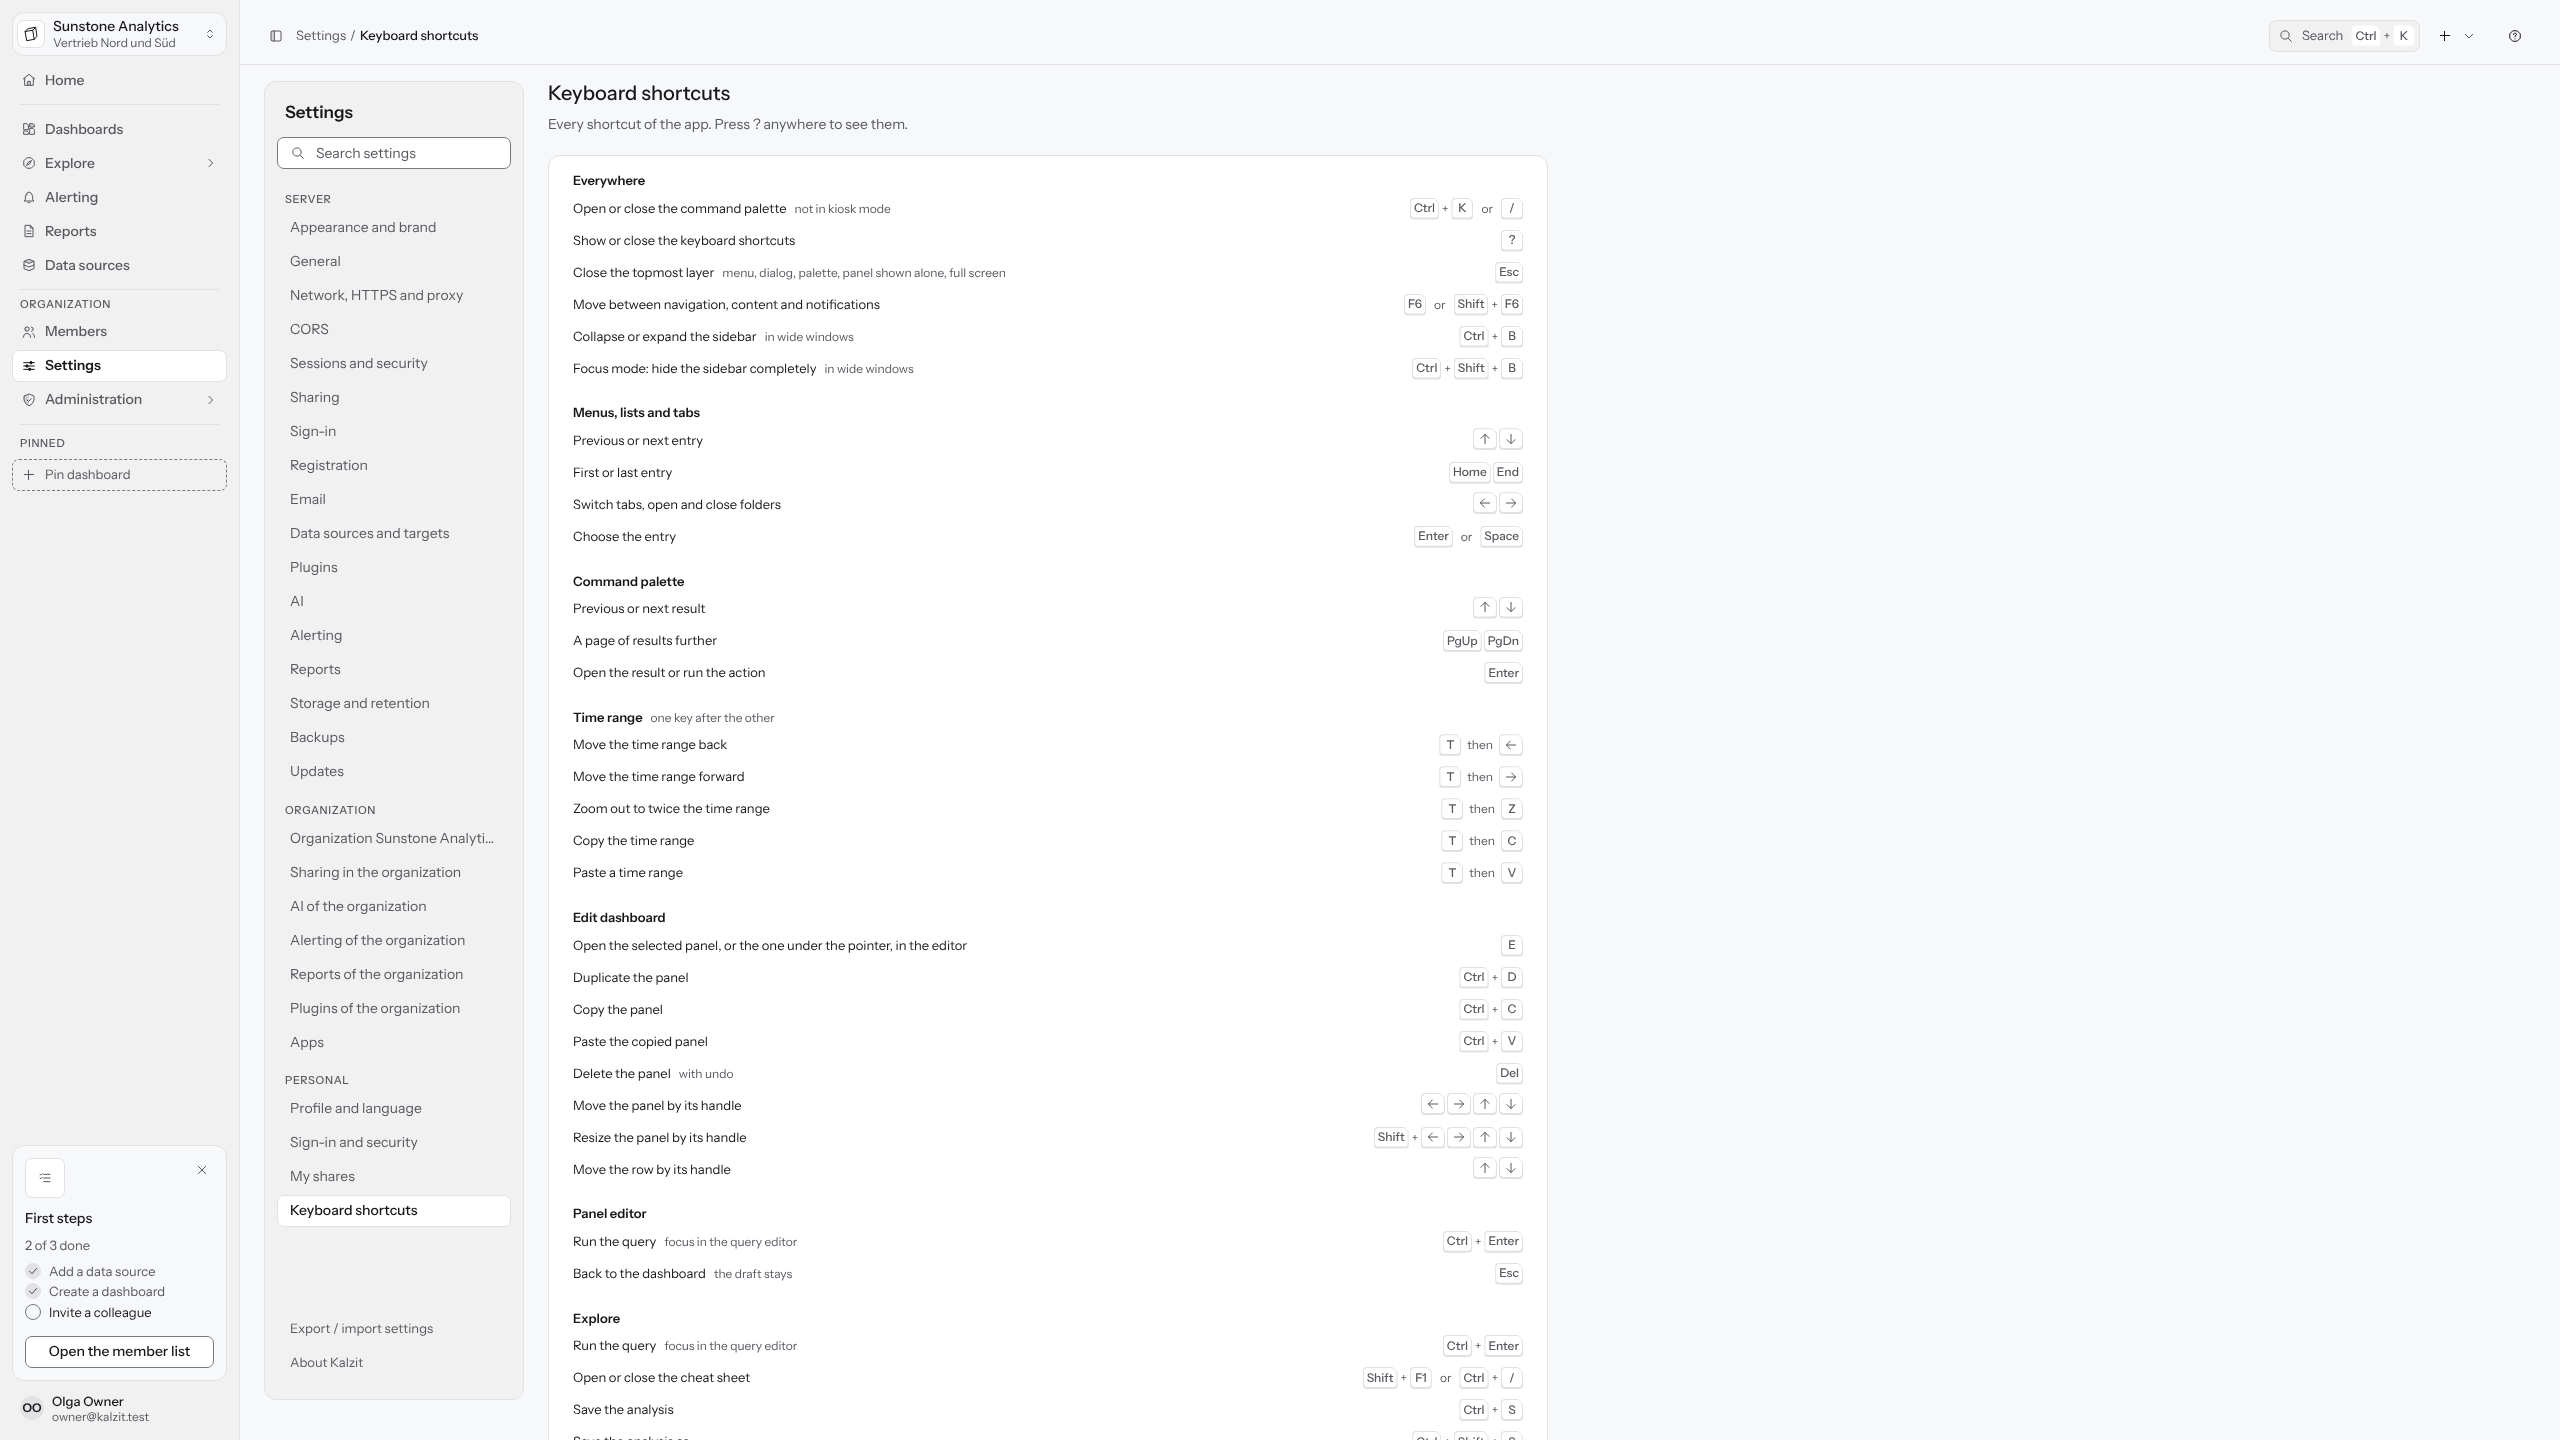 Sunstone Analytics
Vertrieb Nord und Süd
Home
Dashboards
Explore
Alerting
Reports
Data sources
ORGANIZATION
Members
Settings
Administration
PINNED
Pin dashboard
First steps
2 of 3 done
Add a data source
Create a dashboard
Invite a colleague
Open the member list
OO
Olga Owner
owner@kalzit.test
Settings / Keyboard shortcuts
Search Ctrl + K
Settings
Search settings
SERVER
Appearance and brand
General
Network, HTTPS and proxy
CORS
Sessions and security
Sharing
Sign-in
Registration
Email
Data sources and targets
Plugins
AI
Alerting
Reports
Storage and retention
Backups
Updates
ORGANIZATION
Organization Sunstone Analyti...
Sharing in the organization
AI of the organization
Alerting of the organization
Reports of the organization
Plugins of the organization
Apps
PERSONAL
Profile and language
Sign-in and security
My shares
Keyboard shortcuts
Export / import settings
About Kalzit
Keyboard shortcuts
Every shortcut of the app. Press ? anywhere to see them.
Everywhere
Open or close the command palette not in kiosk mode Ctrl + K or /
Show or close the keyboard shortcuts ?
Close the topmost layer menu, dialog, palette, panel shown alone, full screen Esc
Move between navigation, content and notifications F6 or Shift + F6
Collapse or expand the sidebar in wide windows Ctrl + B
Focus mode: hide the sidebar completely in wide windows Ctrl + Shift + B
Menus, lists and tabs
Previous or next entry ↑ ↓
First or last entry Home End
Switch tabs, open and close folders ← →
Choose the entry Enter or Space
Command palette
Previous or next result ↑ ↓
A page of results further PgUp PgDn
Open the result or run the action Enter
Time range one key after the other
Move the time range back T then ←
Move the time range forward T then →
Zoom out to twice the time range T then Z
Copy the time range T then C
Paste a time range T then V
Edit dashboard
Open the selected panel, or the one under the pointer, in the editor E
Duplicate the panel Ctrl + D
Copy the panel Ctrl + C
Paste the copied panel Ctrl + V
Delete the panel with undo Del
Move the panel by its handle ← → ↑ ↓
Resize the panel by its handle Shift + ← → ↑ ↓
Move the row by its handle ↑ ↓
Panel editor
Run the query focus in the query editor Ctrl + Enter
Back to the dashboard the draft stays Esc
Explore
Run the query focus in the query editor Ctrl + Enter
Open or close the cheat sheet Shift + F1 or Ctrl + /
Save the analysis Ctrl + S